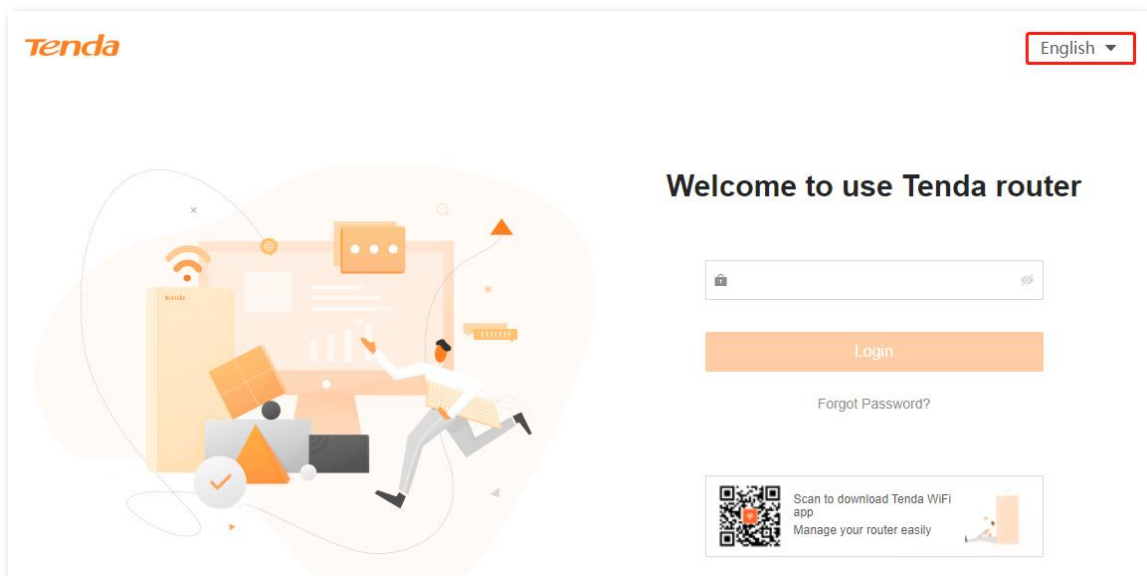 Tenda
English
Welcome to use Tenda router
Tenda
Login
Forgot Password?
Scan to download Tenda WiFi
app
Manage your router easily